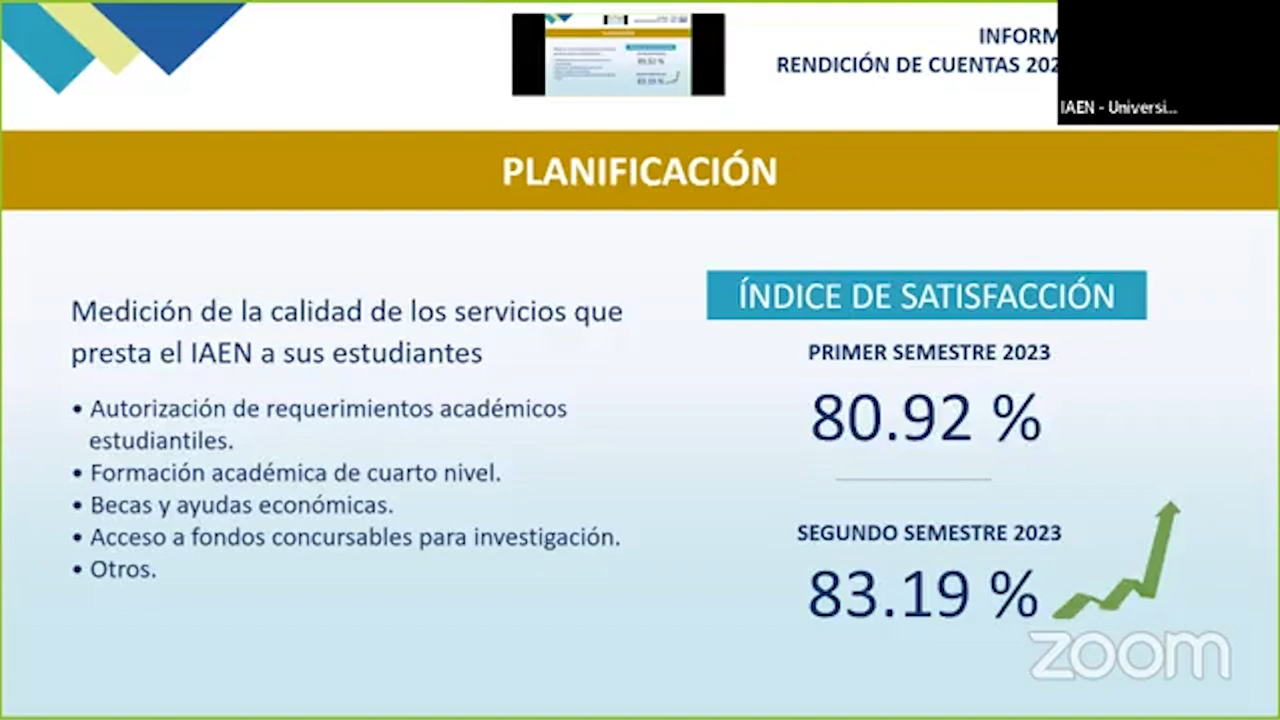 INFORM
RENDICIÓN DE CUENTAS 202
IAEN - Universi...
PLANIFICACIÓN
Medición de la calidad de los servicios que
presta el IAEN a sus estudiantes
• Autorización de requerimientos académicos
estudiantiles.
• Formación académica de cuarto nivel.
• Becas y ayudas económicas.
• Acceso a fondos concursables para investigación.
• Otros.
ÍNDICE DE SATISFACCIÓN
PRIMER SEMESTRE 2023
80.92 %
SEGUNDO SEMESTRE 2023
83.19 %
zoom